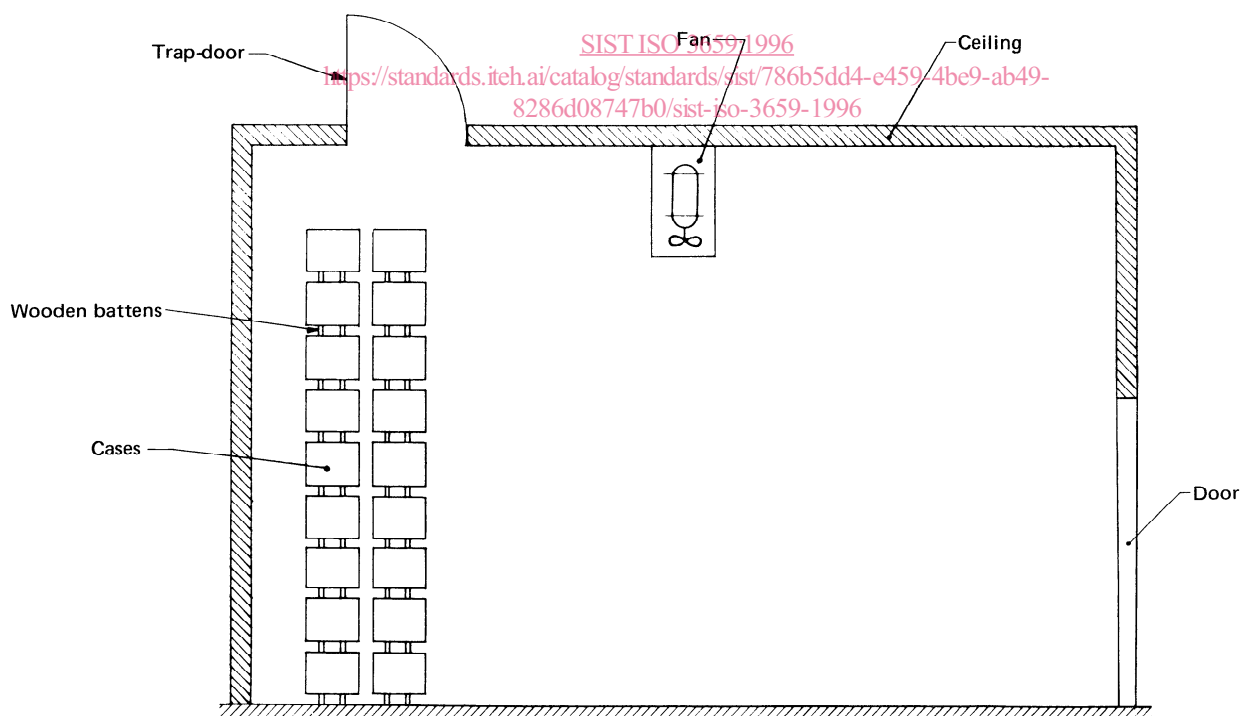 Trap-door
Fan
Ceiling
SIST ISO 3659:1996
https://standards.iteh.ai/catalog/standards/sist/786b5dd4-e459-4be9-ab49-
8286d08747b0/sist-iso-3659-1996
Wooden battens
Cases
Door